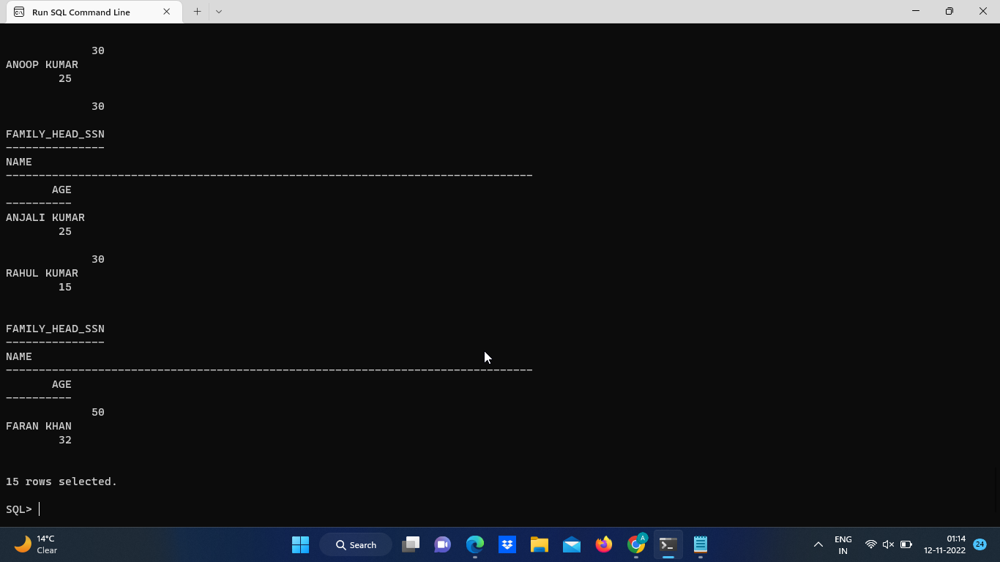 Run SQL Command Line
30
ANOOP KUMAR
25
30
FAMILY_HEAD_SSN
---------------
NAME
--------------------------------------------------------------------------------
AGE
----------
ANJALI KUMAR
25
30
RAHUL KUMAR
15
FAMILY_HEAD_SSN
---------------
NAME
--------------------------------------------------------------------------------
AGE
----------
50
FARAN KHAN
32
15 rows selected.
SQL>
14°C
Clear
Search
A
ENG
IN
01:14
12-11-2022
24